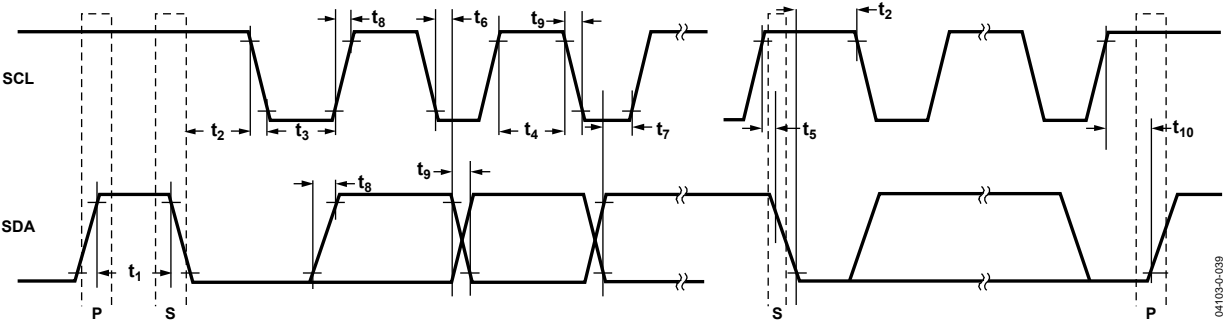 t8 t6 t9 t2
SCL
t2 t3 t4 t7 t5 t10
t9
t8
SDA
t1
P S S P
04103-0-039